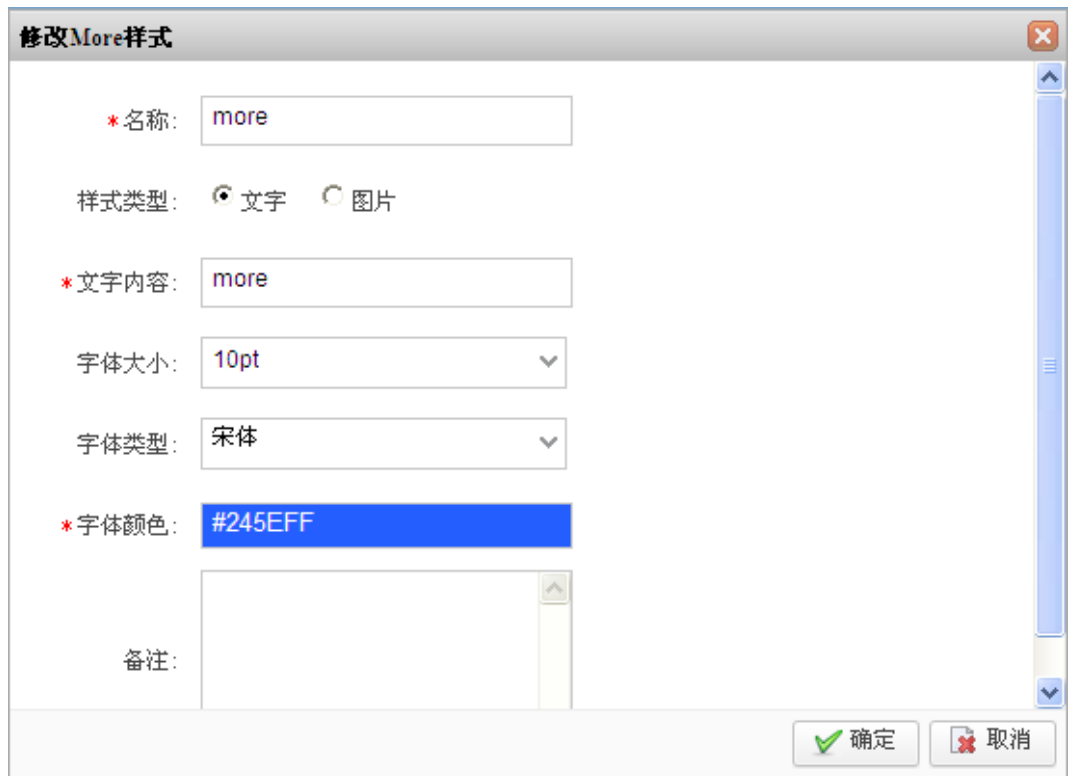 修改More样式
*名称: more
样式类型: 文字 图片
*文字内容: more
字体大小: 10pt
字体类型: 宋体
*字体颜色: #245EFF
备注:
确定 取消